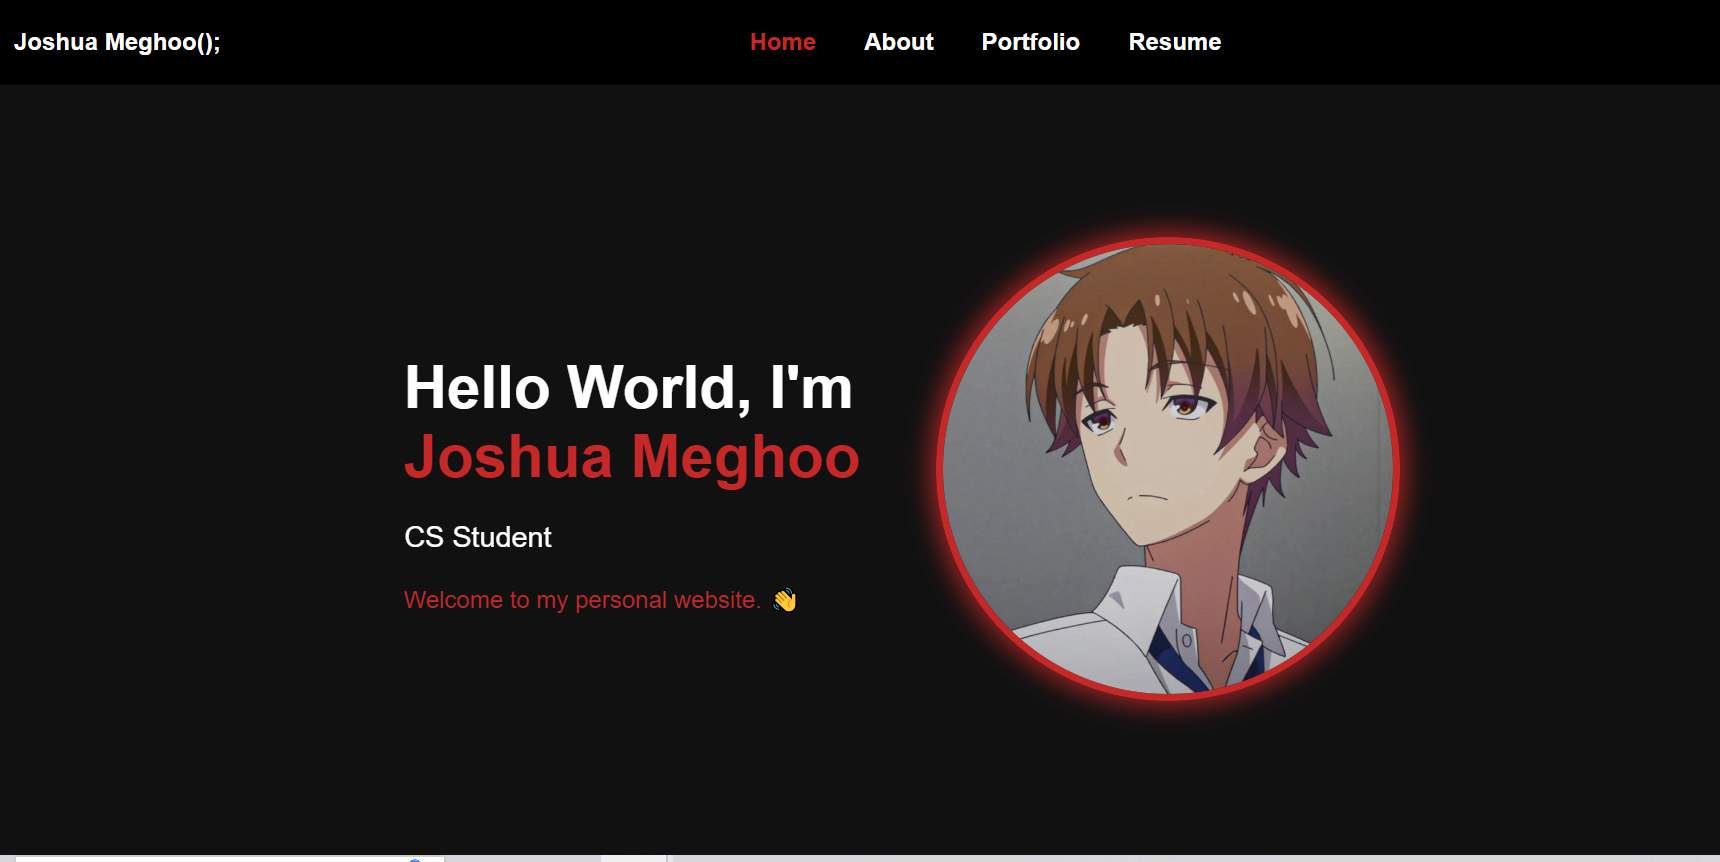 Joshua Meghoo();
Home About Portfolio Resume
Hello World, I'm
Joshua Meghoo
CS Student
Welcome to my personal website. 👋